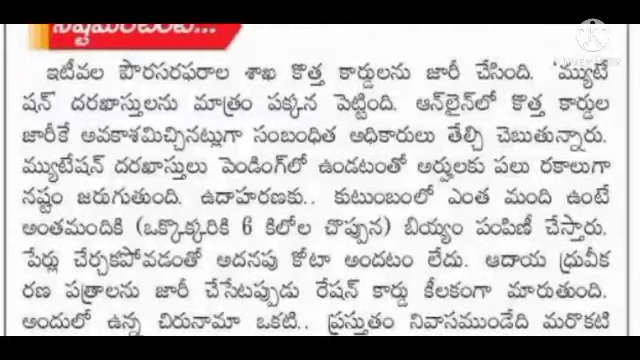 ఇటీవల పౌరసరఫరాల శాఖ కొత్త కార్డులను జారీ చేసింది. 'మ్యుటే
షన్' దరఖాస్తులను మాత్రం పక్కన పెట్టింది. ఆన్‌లైన్‌లో కొత్త కార్డుల
జారీకే అవకాశమిచ్చినట్లుగా సంబంధిత అధికారులు తేల్చి చెబుతున్నారు.
మ్యుటేషన్ దరఖాస్తులు పెండింగ్‌లో ఉండటంతో అర్హులకు పలు రకాలుగా
నష్టం జరుగుతుంది. ఉదాహరణకు.. కుటుంబంలో ఎంత మంది ఉంటే
అంతమందికి (ఒక్కొక్కరికి 6 కిలోల చొప్పున) బియ్యం పంపిణీ చేస్తారు.
పేర్లు చేర్చకపోవడంతో అదనపు కోటా అందటం లేదు. ఆదాయ ధ్రువీక
రణ పత్రాలను జారీ చేసేటప్పుడు రేషన్ కార్డు కీలకంగా మారుతుంది
అందులో ఉన్న చిరునామా ఒకటి.. ప్రస్తుతం నివాసముండేది మరొకటి